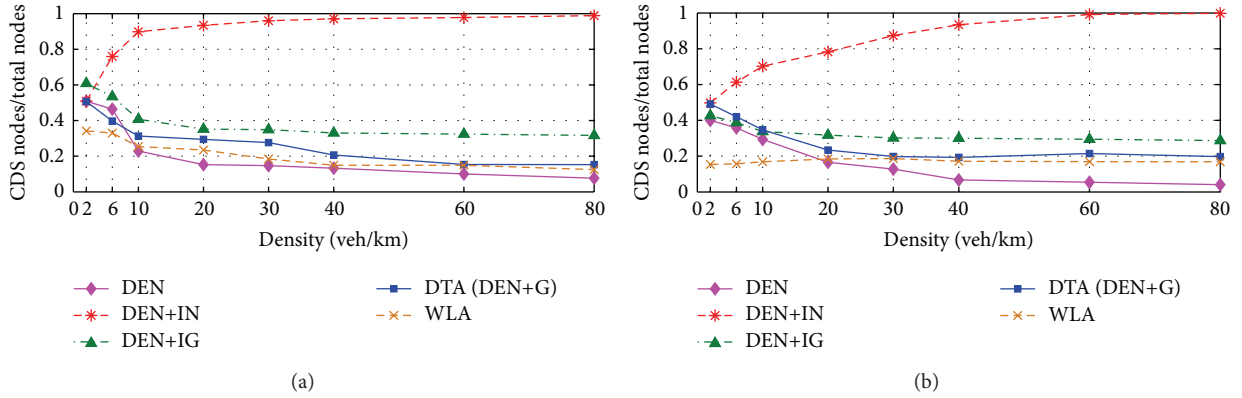 CDS nodes/total nodes
1
0.8
0.6
0.4
0.2
0
0 2 6 10 20 30 40 60 80
Density (veh/km)
DEN
DEN+IN
DEN+IG
DTA (DEN+G)
WLA
(a)
CDS nodes/total nodes
1
0.8
0.6
0.4
0.2
0
0 2 6 10 20 30 40 60 80
Density (veh/km)
DEN
DEN+IN
DEN+IG
DTA (DEN+G)
WLA
(b)